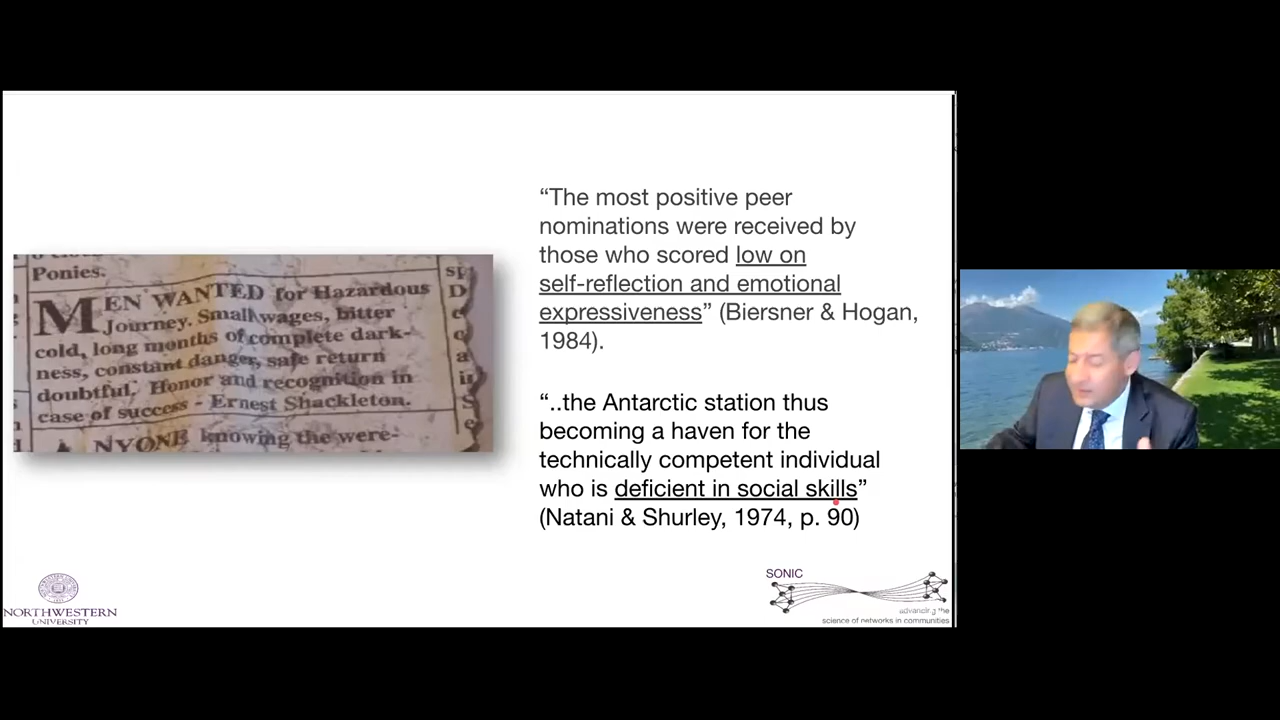 Ponies.
MEN WANTED for Hazardous
Journey. Small wages, bitter
cold, long months of complete dark-
ness, constant danger, safe return
doubtful. Honor and recognition in
case of success - Ernest Shackleton.
ANYONE knowing the were-
“The most positive peer
nominations were received by
those who scored low on
self-reflection and emotional
expressiveness” (Biersner & Hogan,
1984).
“..the Antarctic station thus
becoming a haven for the
technically competent individual
who is deficient in social skills”
(Natani & Shurley, 1974, p. 90)
NORTHWESTERN
UNIVERSITY
SONIC
advancing the
science of networks in communities